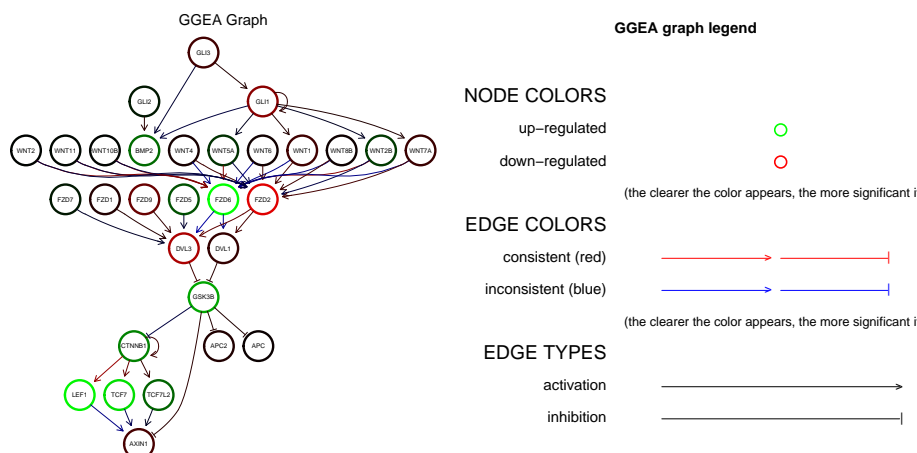 GGEA Graph
GLI3
GLI2
GLI1
WNT2
WNT11
WNT10B
BMP2
WNT4
WNT5A
WNT6
WNT1
WNT8B
WNT2B
WNT7A
FZD7
FZD1
FZD9
FZD5
FZD6
FZD2
DVL3
DVL1
GSK3B
CTNNB1
APC2
APC
LEF1
TCF7
TCF7L2
AXIN1
GGEA graph legend
NODE COLORS
up−regulated
down−regulated
(the clearer the color appears, the more significant i
EDGE COLORS
consistent (red)
inconsistent (blue)
(the clearer the color appears, the more significant i
EDGE TYPES
activation
inhibition